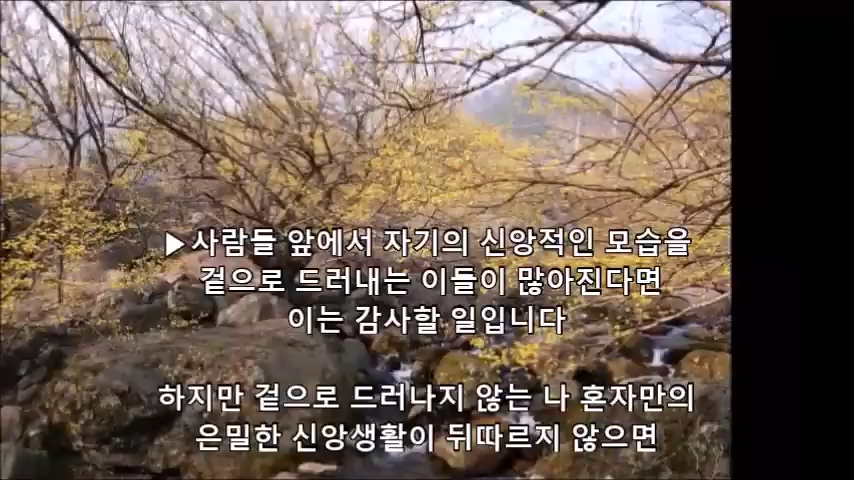 ▶사람들 앞에서 자기의 신앙적인 모습을
겉으로 드러내는 이들이 많아진다면
이는 감사할 일입니다
하지만 겉으로 드러나지 않는 나 혼자만의
은밀한 신앙생활이 뒤따르지 않으면